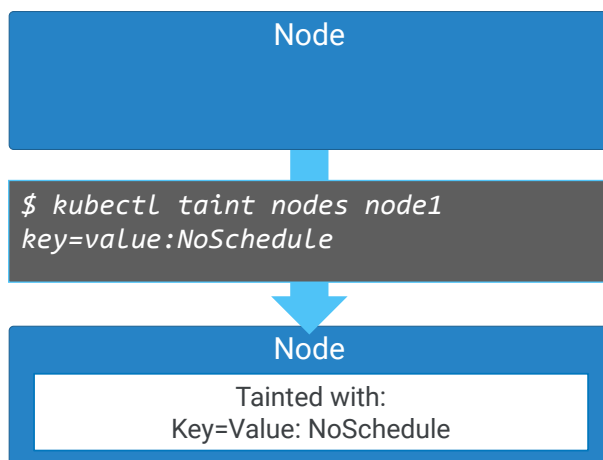 Node
$ kubectl taint nodes node1
key=value:NoSchedule
Node
Tainted with:
Key=Value: NoSchedule